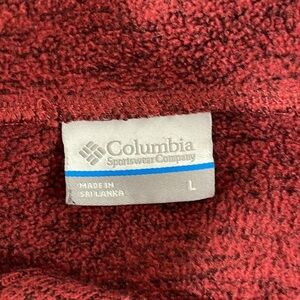 Columbia
Sportswear Company
MADE IN
SRI LANKA
L